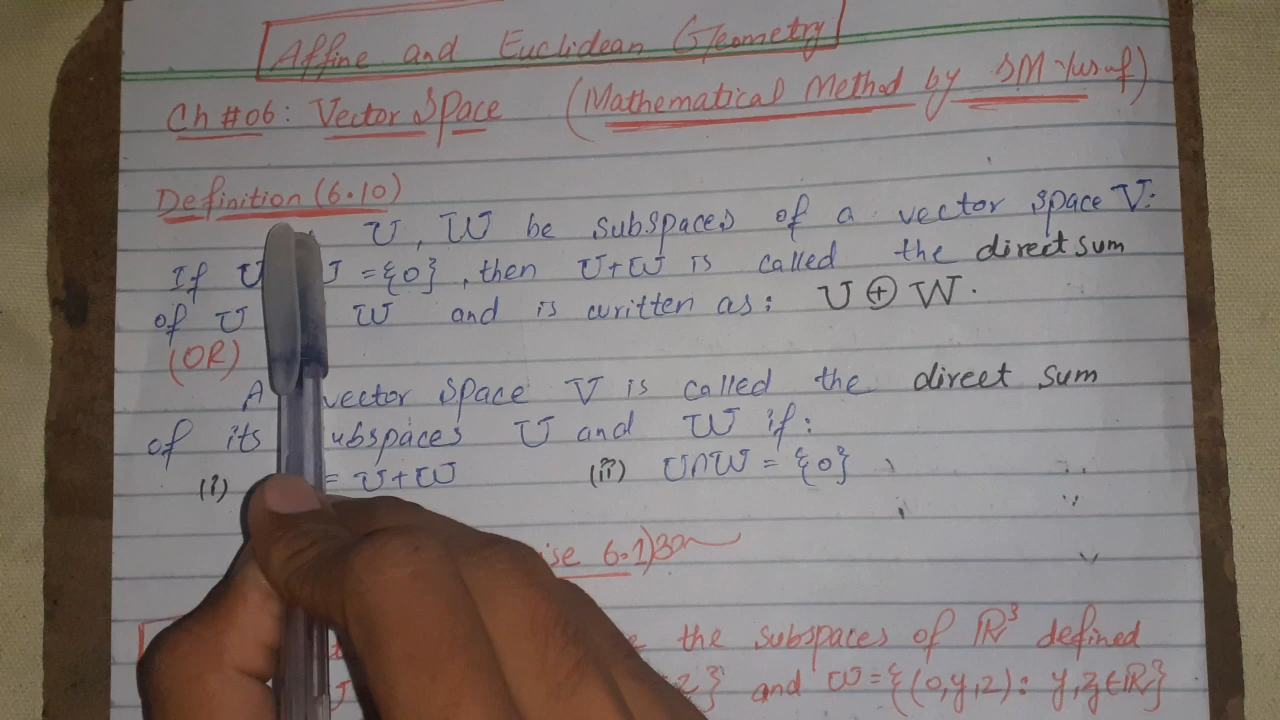 Affine and Euclidean Geometry
Ch #06: Vector Space (Mathematical Method by SM Yusuf)
Definition (6.10)
U, W be subspaces of a vector space V.
If U = {0}, then U+W is called the direct sum
of U W and is written as: U ⊕ W.
(OR)
A vector space V is called the direct sum
of its ubspaces U and W if:
(i) = U+W (ii) U∩W = {0}
ise 6.1)
the subspaces of ℝ³ defined
} and W={(0,y,z): y,z∈ℝ}